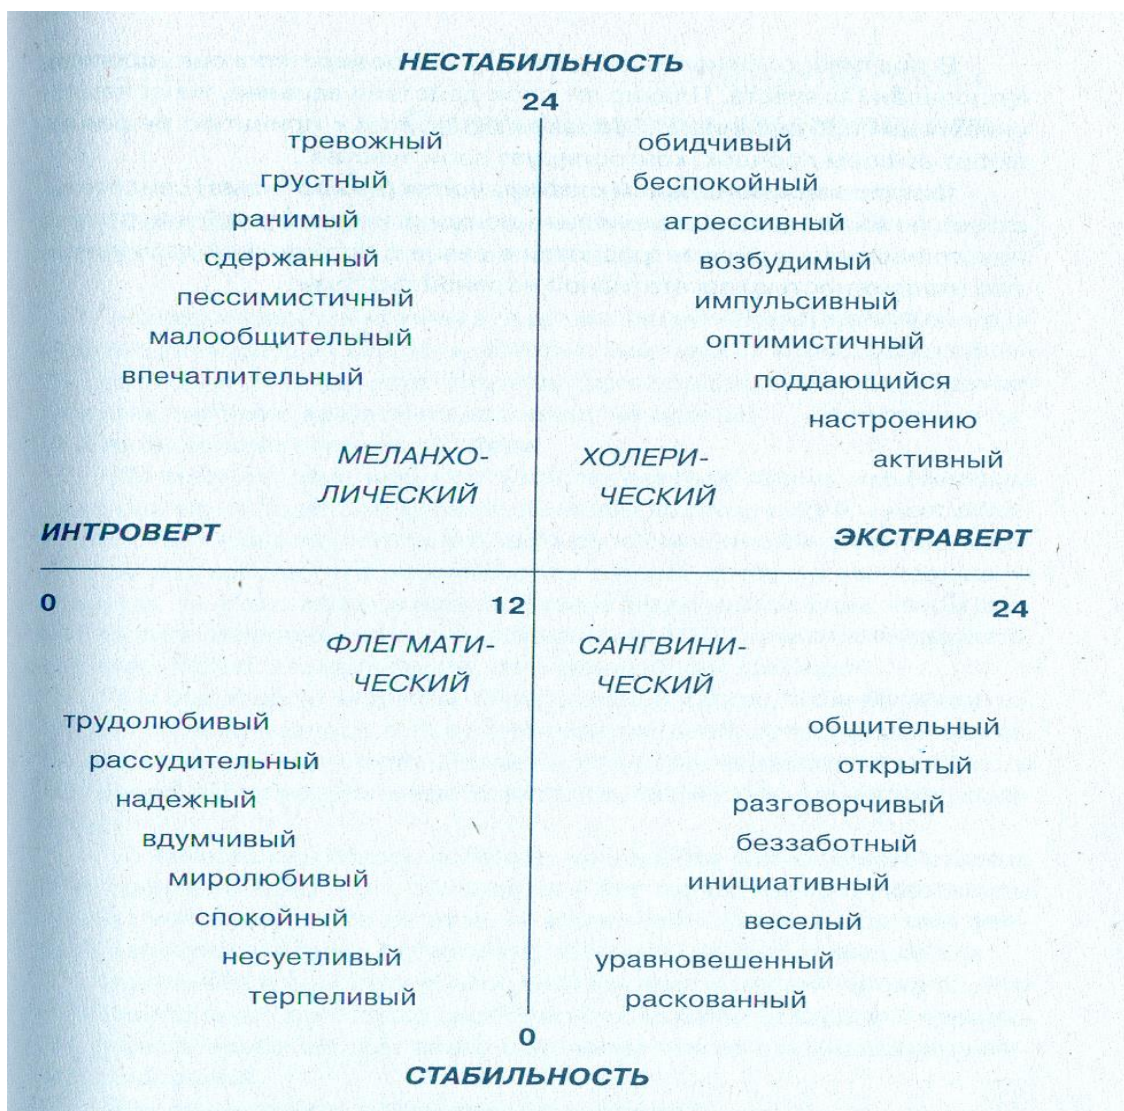 НЕСТАБИЛЬНОСТЬ
24
тревожный
грустный
ранимый
сдержанный
пессимистичный
малообщительный
впечатлительный
обидчивый
беспокойный
агрессивный
возбудимый
импульсивный
оптимистичный
поддающийся
настроению
активный
МЕЛАНХО-
ЛИЧЕСКИЙ
ХОЛЕРИ-
ЧЕСКИЙ
ИНТРОВЕРТ
ЭКСТРАВЕРТ
0
12
24
ФЛЕГМАТИ-
ЧЕСКИЙ
САНГВИНИ-
ЧЕСКИЙ
трудолюбивый
рассудительный
надежный
вдумчивый
миролюбивый
спокойный
несуетливый
терпеливый
общительный
открытый
разговорчивый
беззаботный
инициативный
веселый
уравновешенный
раскованный
0
СТАБИЛЬНОСТЬ